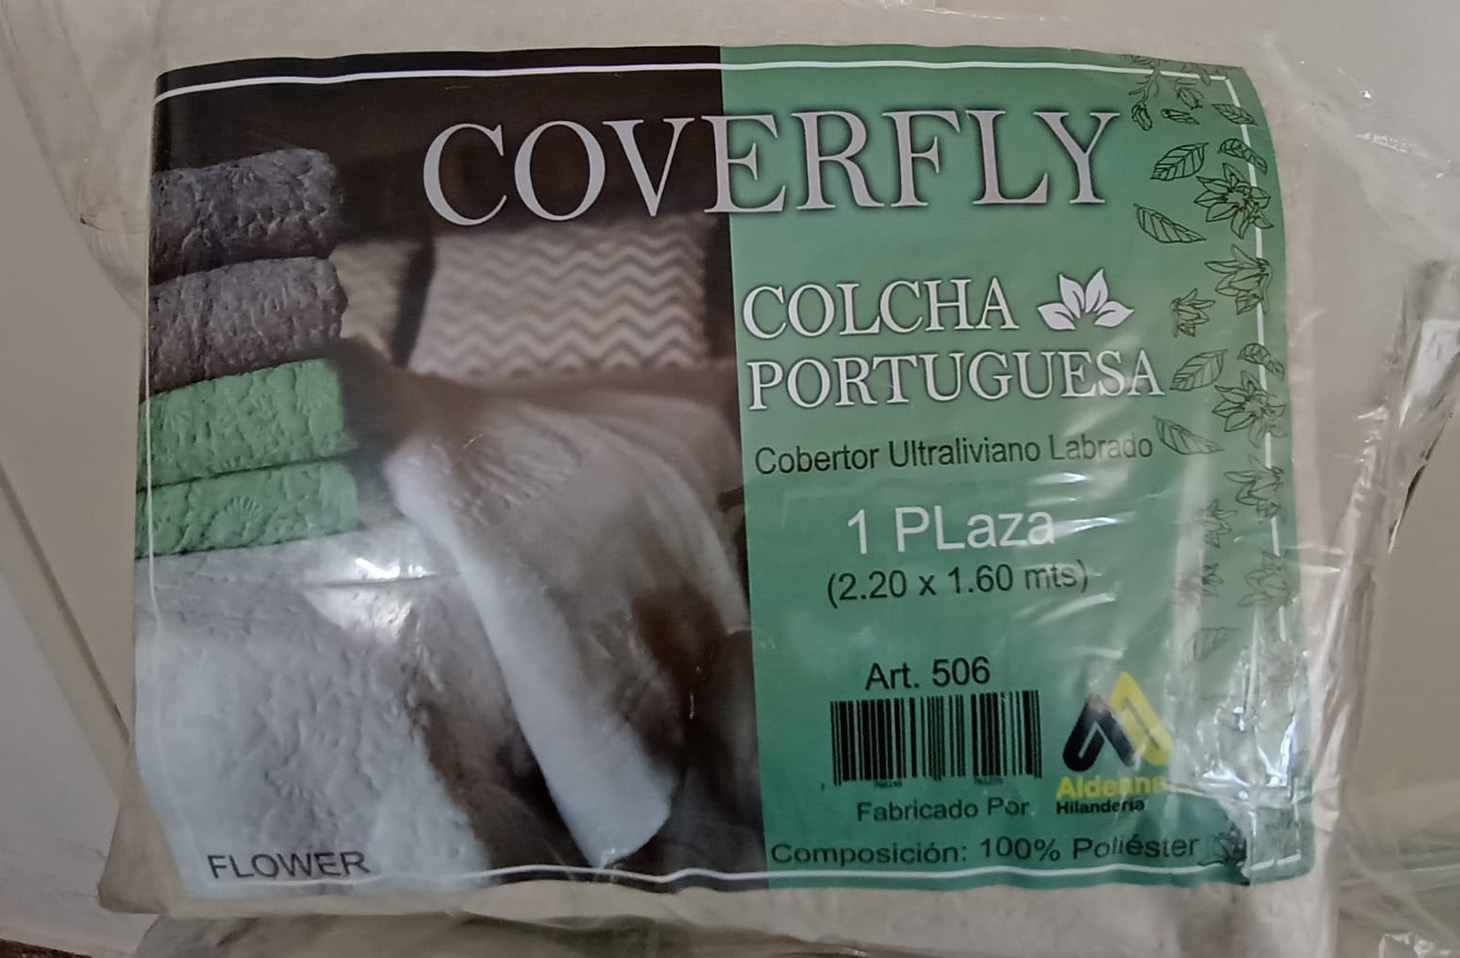 COVERFLY
COLCHA
PORTUGUESA
Cobertor Ultraliviano Labrado
1 PLaza
(2.20 x 1.60 mts)
Art. 506
Hilandería
Fabricado Por
Composición: 100% Poliéster
FLOWER